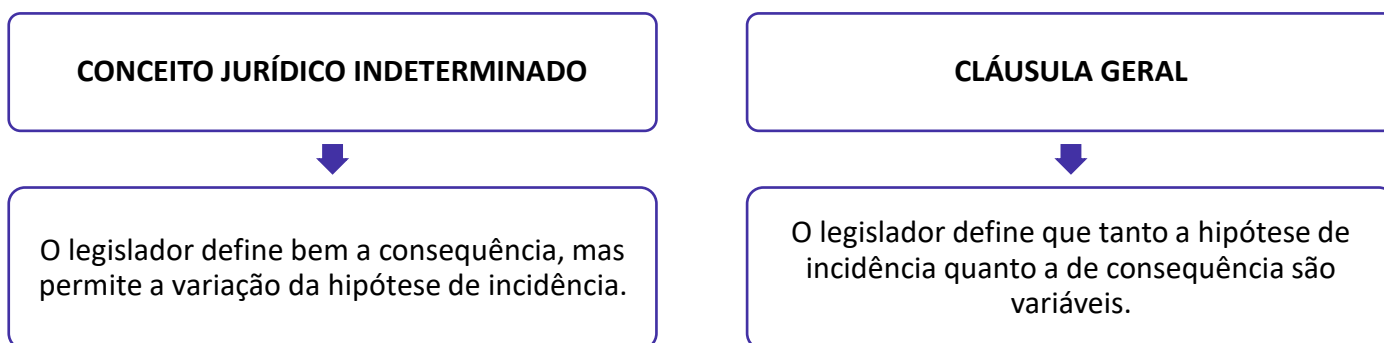 CONCEITO JURÍDICO INDETERMINADO
O legislador define bem a consequência, mas
permite a variação da hipótese de incidência.
CLÁUSULA GERAL
O legislador define que tanto a hipótese de
incidência quanto a de consequência são
variáveis.